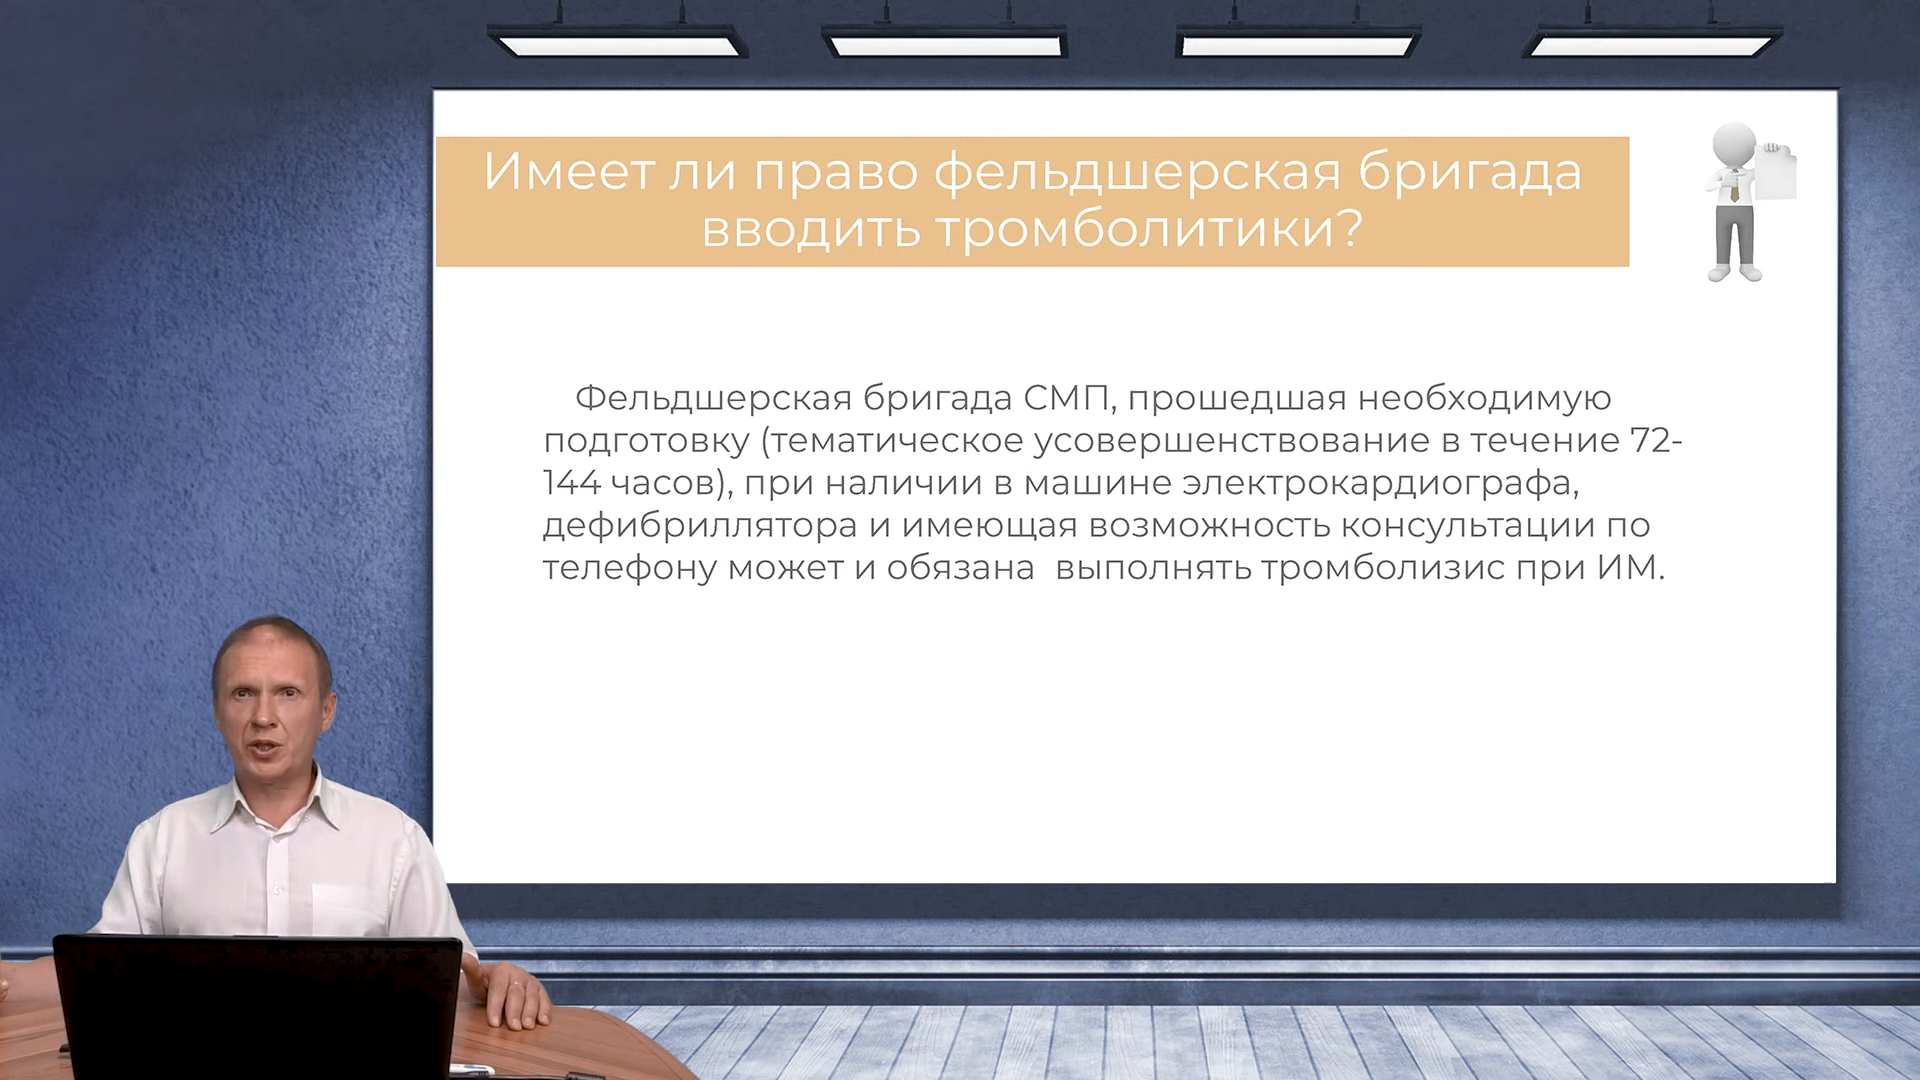 Имеет ли право фельдшерская бригада
вводить тромболитики?
Фельдшерская бригада СМП, прошедшая необходимую
подготовку (тематическое усовершенствование в течение 72-
144 часов), при наличии в машине электрокардиографа,
дефибриллятора и имеющая возможность консультации по
телефону может и обязана  выполнять тромболизис при ИМ.